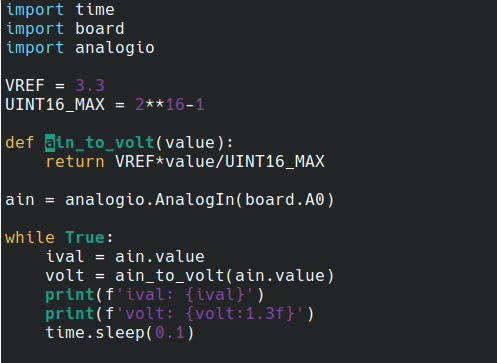 import time
import board
import analogio

VREF = 3.3
UINT16_MAX = 2**16-1

def ain_to_volt(value):
    return VREF*value/UINT16_MAX

ain = analogio.AnalogIn(board.A0)

while True:
    ival = ain.value
    volt = ain_to_volt(ain.value)
    print(f'ival: {ival}')
    print(f'volt: {volt:1.3f}')
    time.sleep(0.1)